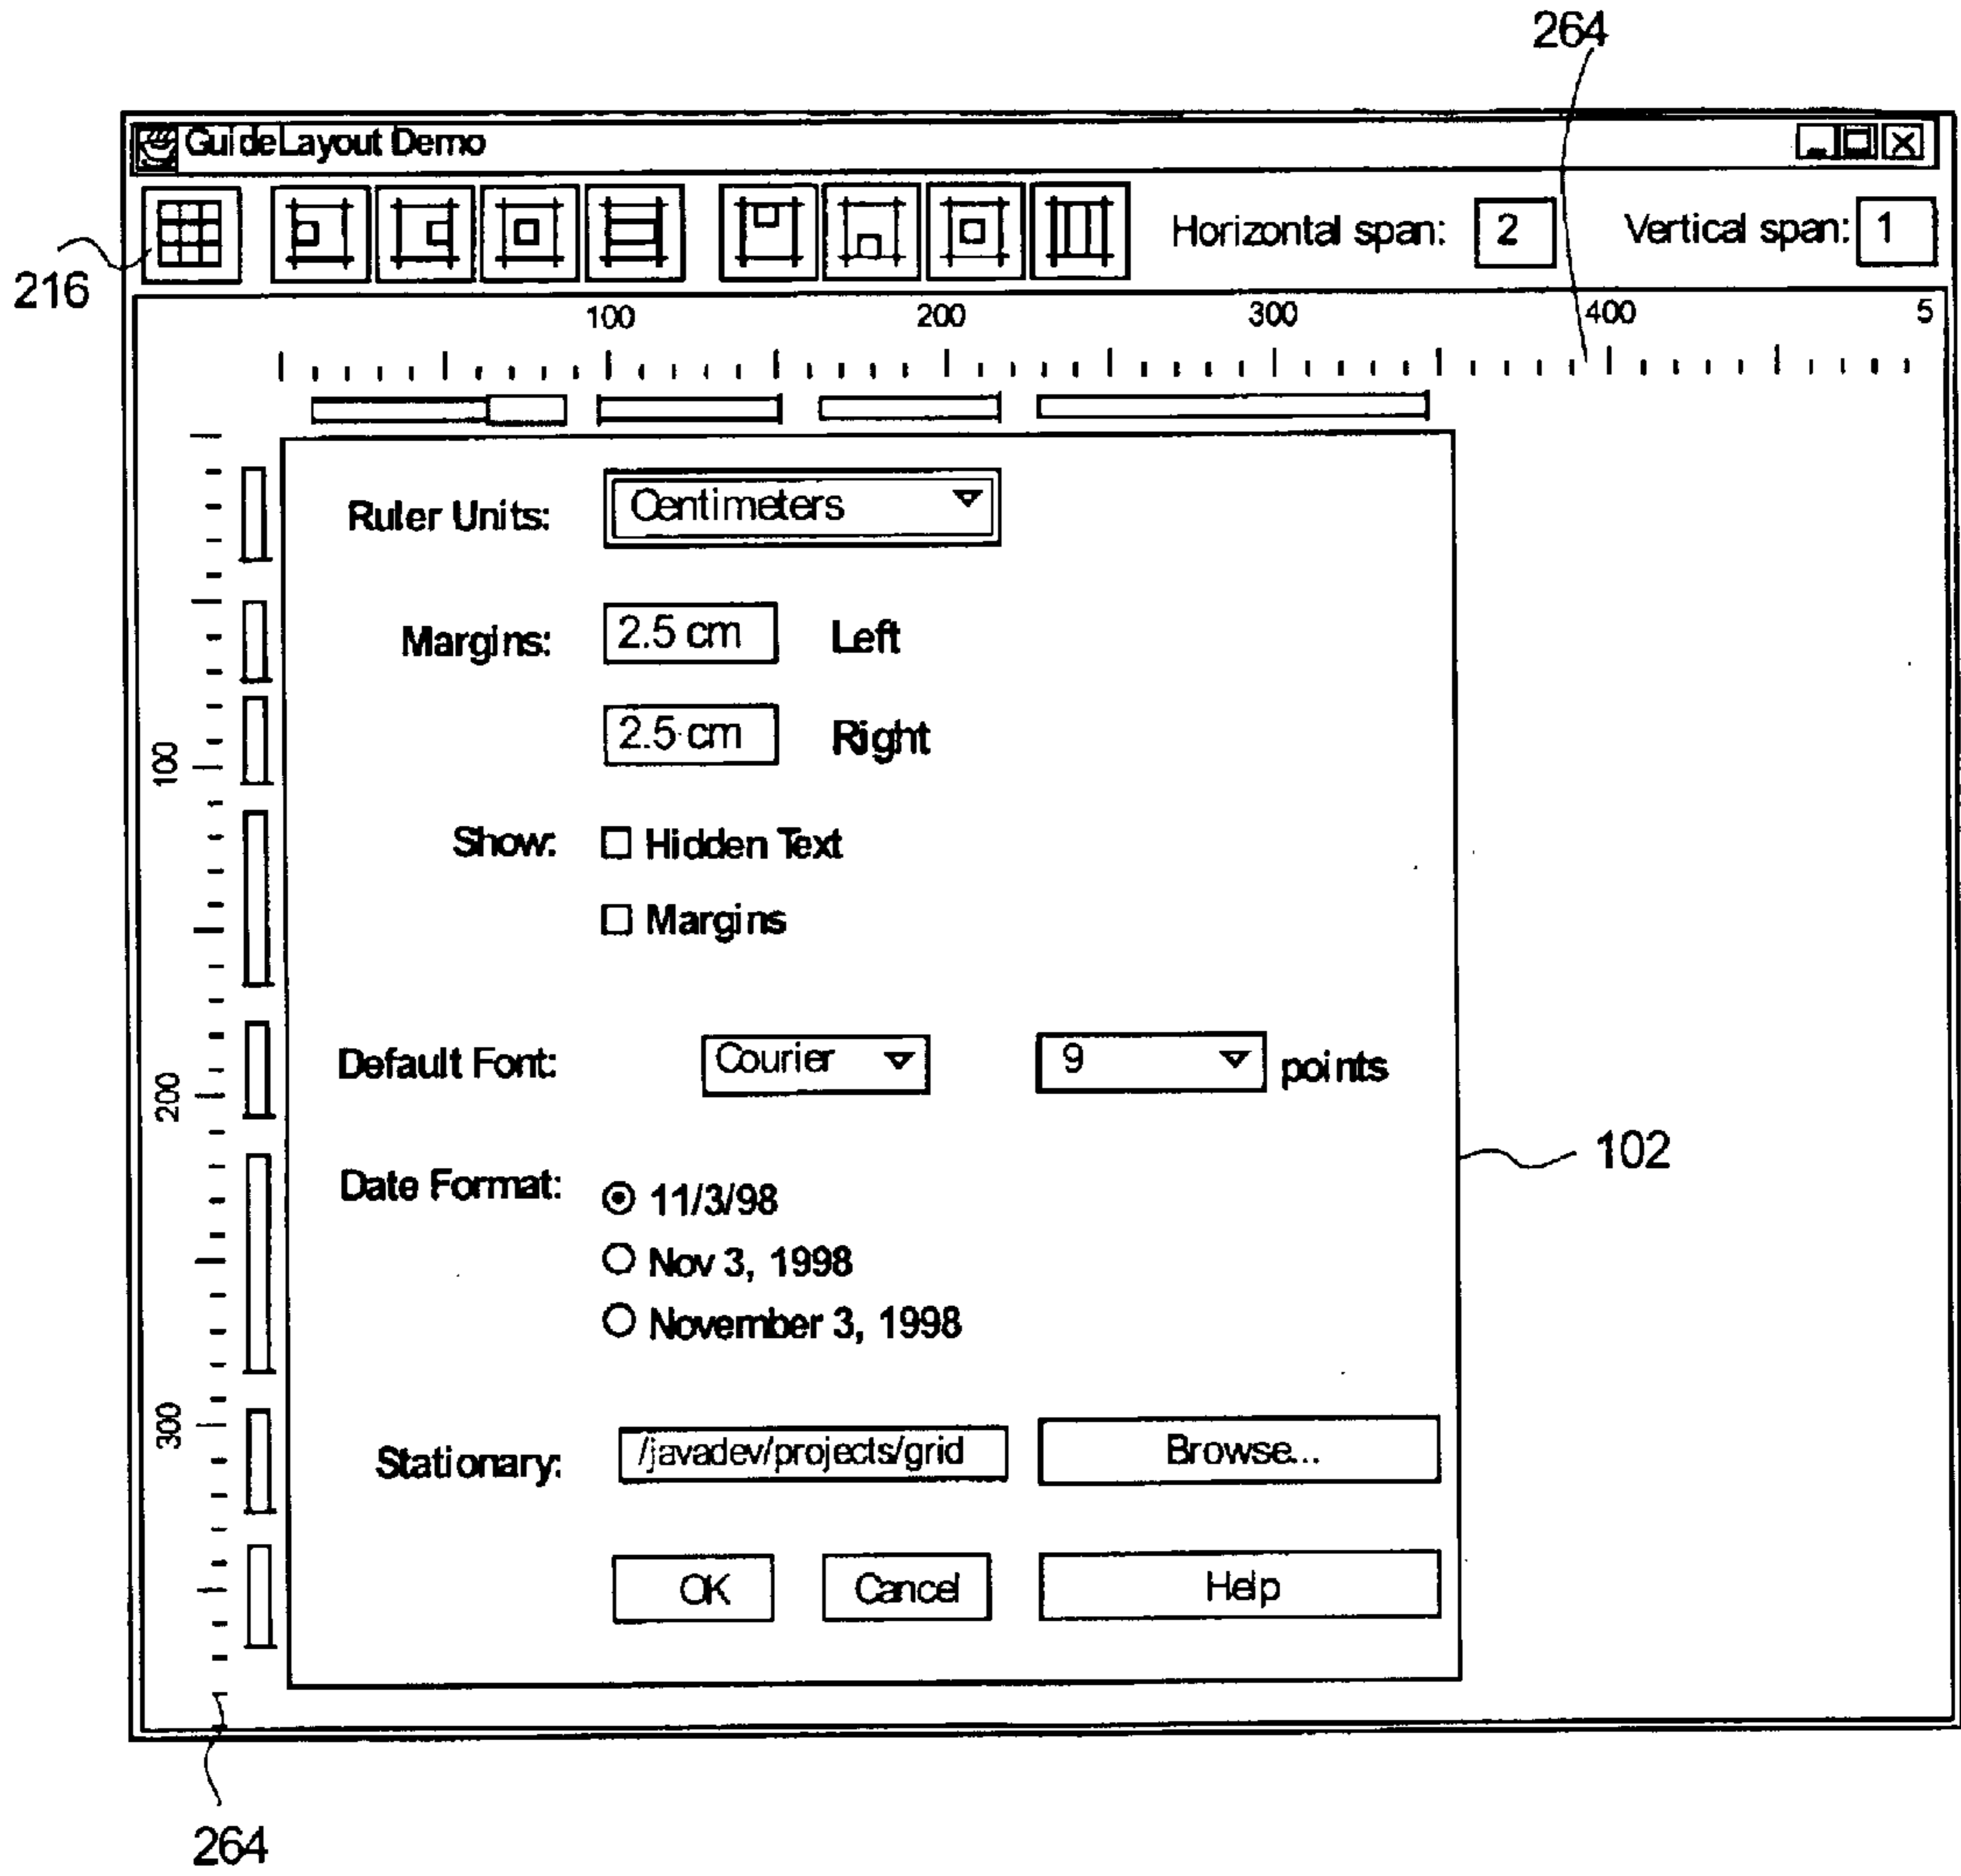 264
GuideLayout Demo
216
Horizontal span: 2 Vertical span: 1
100 200 300 400 5
Ruler Units: Centimeters
Margins: 2.5 cm Left
2.5 cm Right
100
Show: Hidden Text
Margins
Default Font: Courier 9 points
200
102
Date Format: 11/3/98
Nov 3, 1998
November 3, 1998
300
Stationary: /javadev/projects/grid Browse...
OK Cancel Help
264